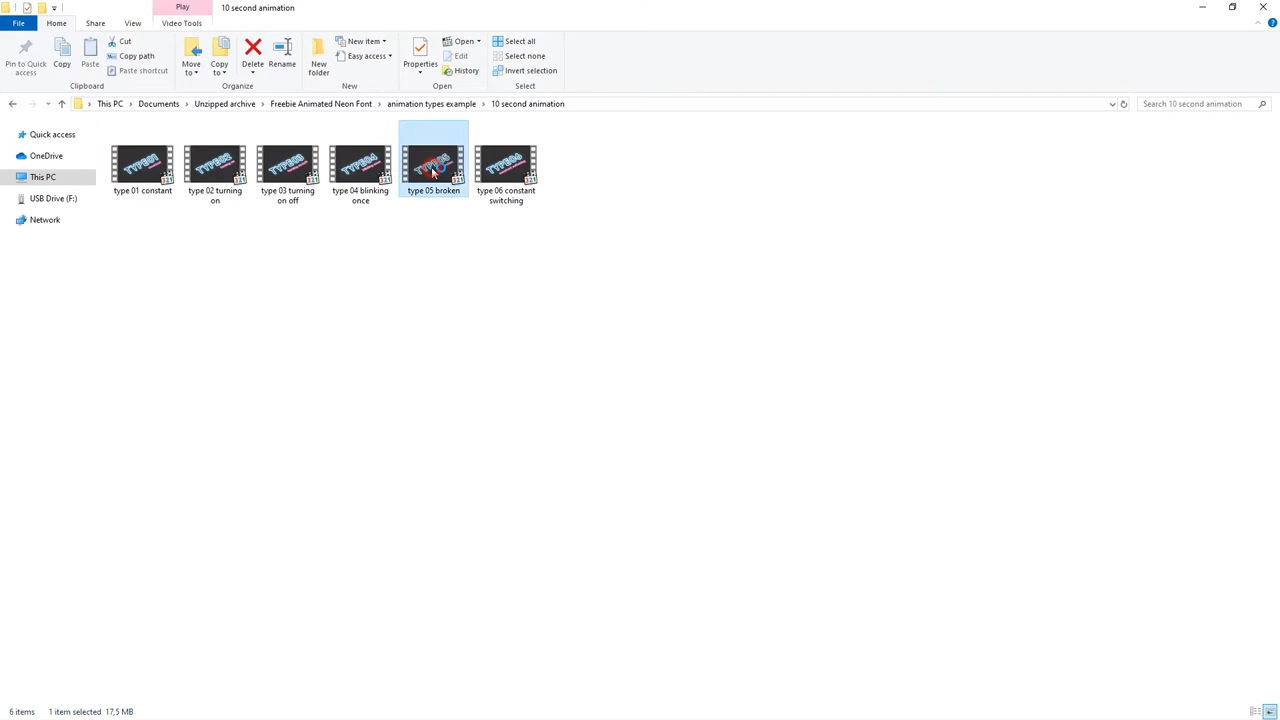 Play
10 second animation
File
Home
Share
View
Video Tools
Pin to Quick
access
Copy
Paste
Cut
Copy path
Paste shortcut
Clipboard
Move
to
Copy
to
Delete
Rename
Organize
New
folder
New item
Easy access
New
Properties
Open
Edit
History
Open
Select all
Select none
Invert selection
Select
This PC
Documents
Unzipped archive
Freebie Animated Neon Font
animation types example
10 second animation
Search 10 second animation
Quick access
OneDrive
This PC
USB Drive (F:)
Network
TYPE01
type 01 constant
TYPE02
type 02 turning
on
TYPE03
type 03 turning
on off
TYPE04
type 04 blinking
once
type 05 broken
TYPE06
type 06 constant
switching
6 items
1 item selected 17,5 MB